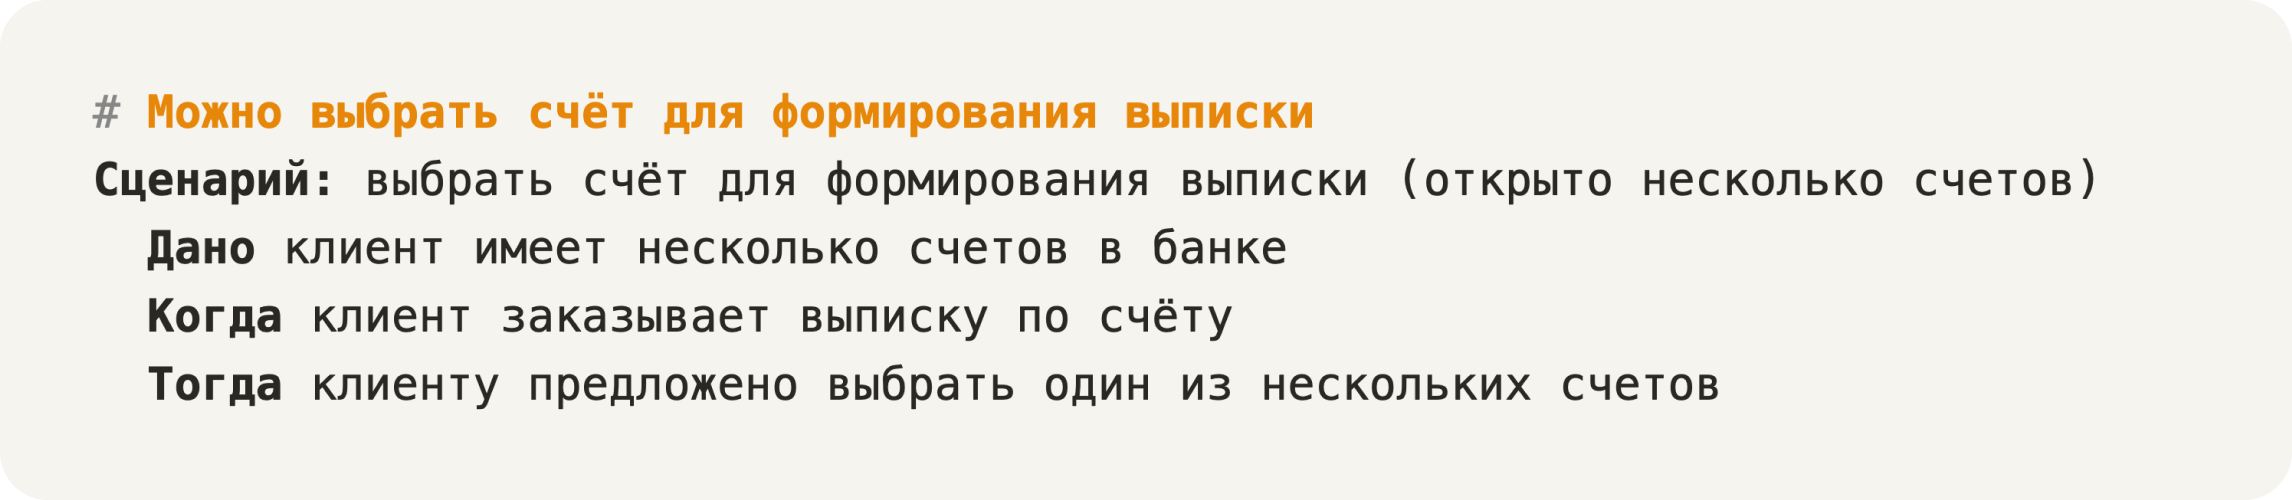 # Можно выбрать счёт для формирования выписки
Сценарий: выбрать счёт для формирования выписки (открыто несколько счетов)
Дано клиент имеет несколько счетов в банке
Когда клиент заказывает выписку по счёту
Тогда клиенту предложено выбрать один из нескольких счетов